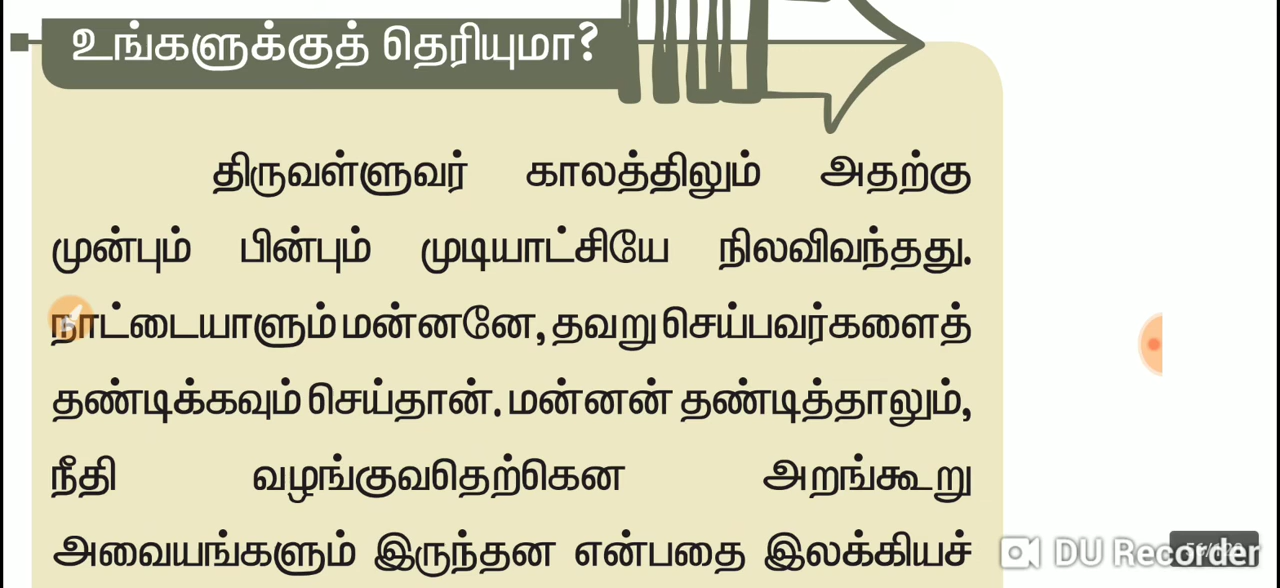 உங்களுக்குத் தெரியுமா?
திருவள்ளுவர் காலத்திலும் அதற்கு
முன்பும் பின்பும் முடியாட்சியே நிலவிவந்தது.
நாட்டையாளும் மன்னனே, தவறு செய்பவர்களைத்
தண்டிக்கவும் செய்தான். மன்னன் தண்டித்தாலும்,
நீதி வழங்குவதெற்கென அறங்கூறு
அவையங்களும் இருந்தன என்பதை இலக்கியச்
DU Recorder